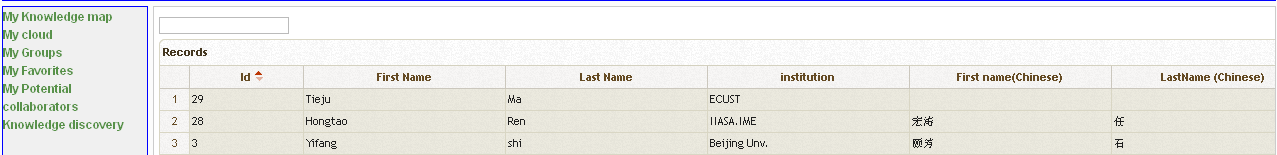 My Knowledge map
My cloud
My Groups
My Favorites
My Potential
collaborators
Knowledge discovery
Records
Id First Name Last Name institution First name(Chinese) LastName (Chinese)
1 29 Tieju Ma ECUST
2 28 Hongtao Ren IIASA.IME 宏涛 任
3 3 Yifang shi Beijing Unv. 颐芳 石